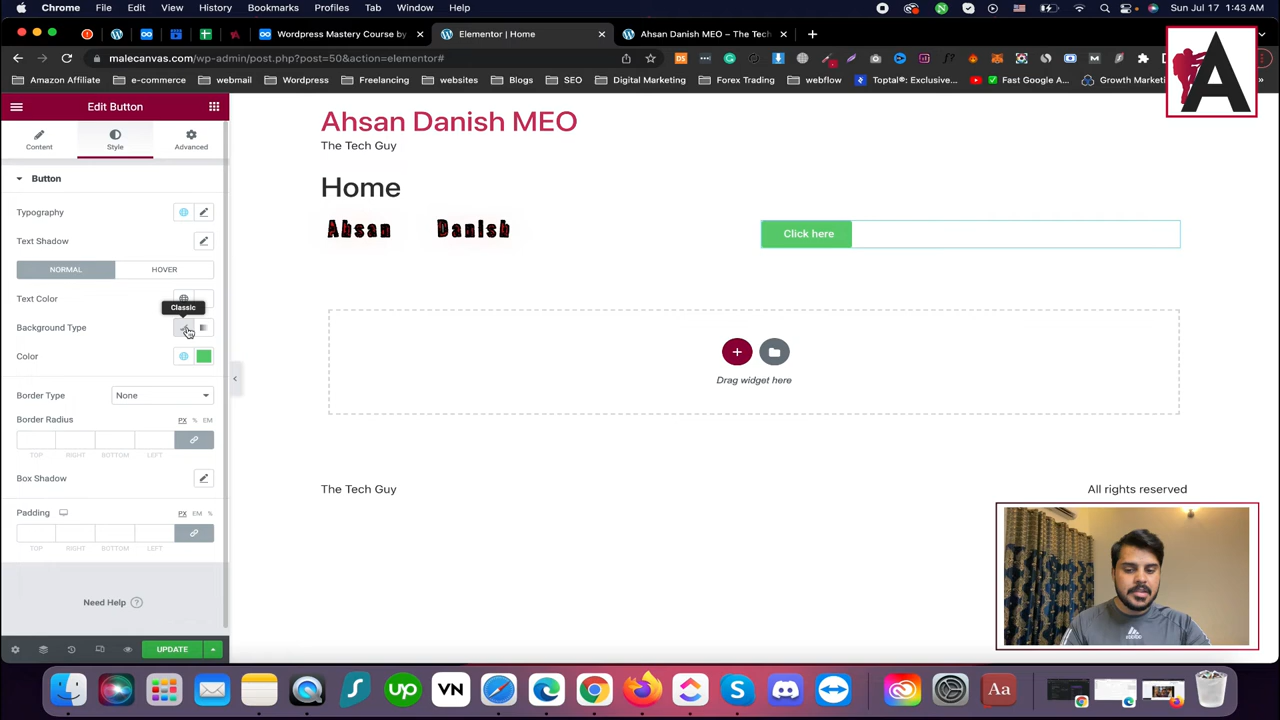 Chrome File Edit View History Bookmarks Profiles Tab Window Help Sun Jul 17 1:43 AM
Wordpress Mastery Course by Elementor | Home Ahsan Danish MEO – The Tech
malecanvas.com/wp-admin/post.php?post=50&action=elementor#
Amazon Affiliate e-commerce webmail Wordpress Freelancing websites Blogs SEO Digital Marketing Forex Trading webflow Toptal®: Exclusive... Fast Google A... Growth Market
A
Edit Button
Content Style Advanced
Button
Typography
Text Shadow
NORMAL HOVER
Text Color
Classic
Background Type
Color
Border Type None
Border Radius PX % EM
TOP RIGHT BOTTOM LEFT
Box Shadow
Padding PX EM %
TOP RIGHT BOTTOM LEFT
Need Help ?
UPDATE
Ahsan Danish MEO
The Tech Guy
Home
Ahsan Danish Click here
Drag widget here
The Tech Guy All rights reserved
up VN Aa